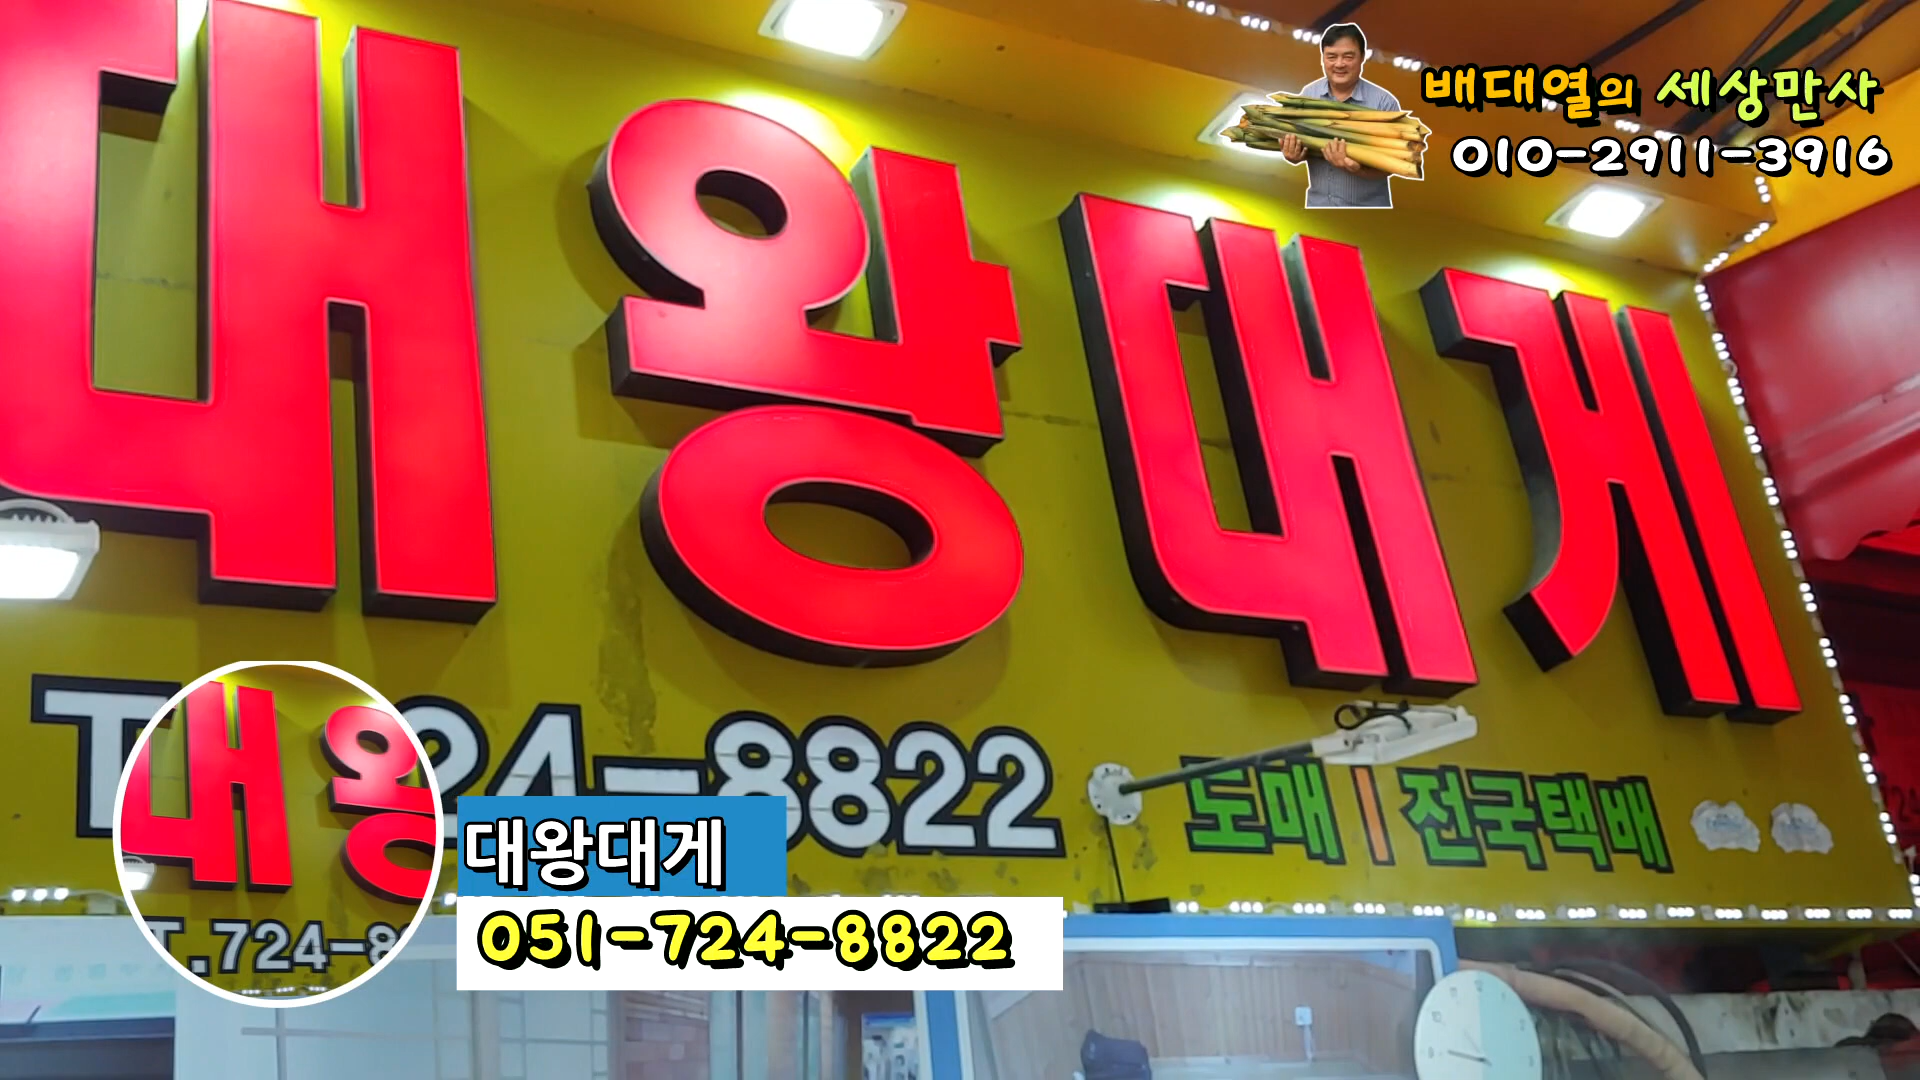 배대열의 세상만사
010-2911-3916
대왕대게
T 24-8822
도매 | 전국택배
대왕
T.724-8
대왕대게
051-724-8822